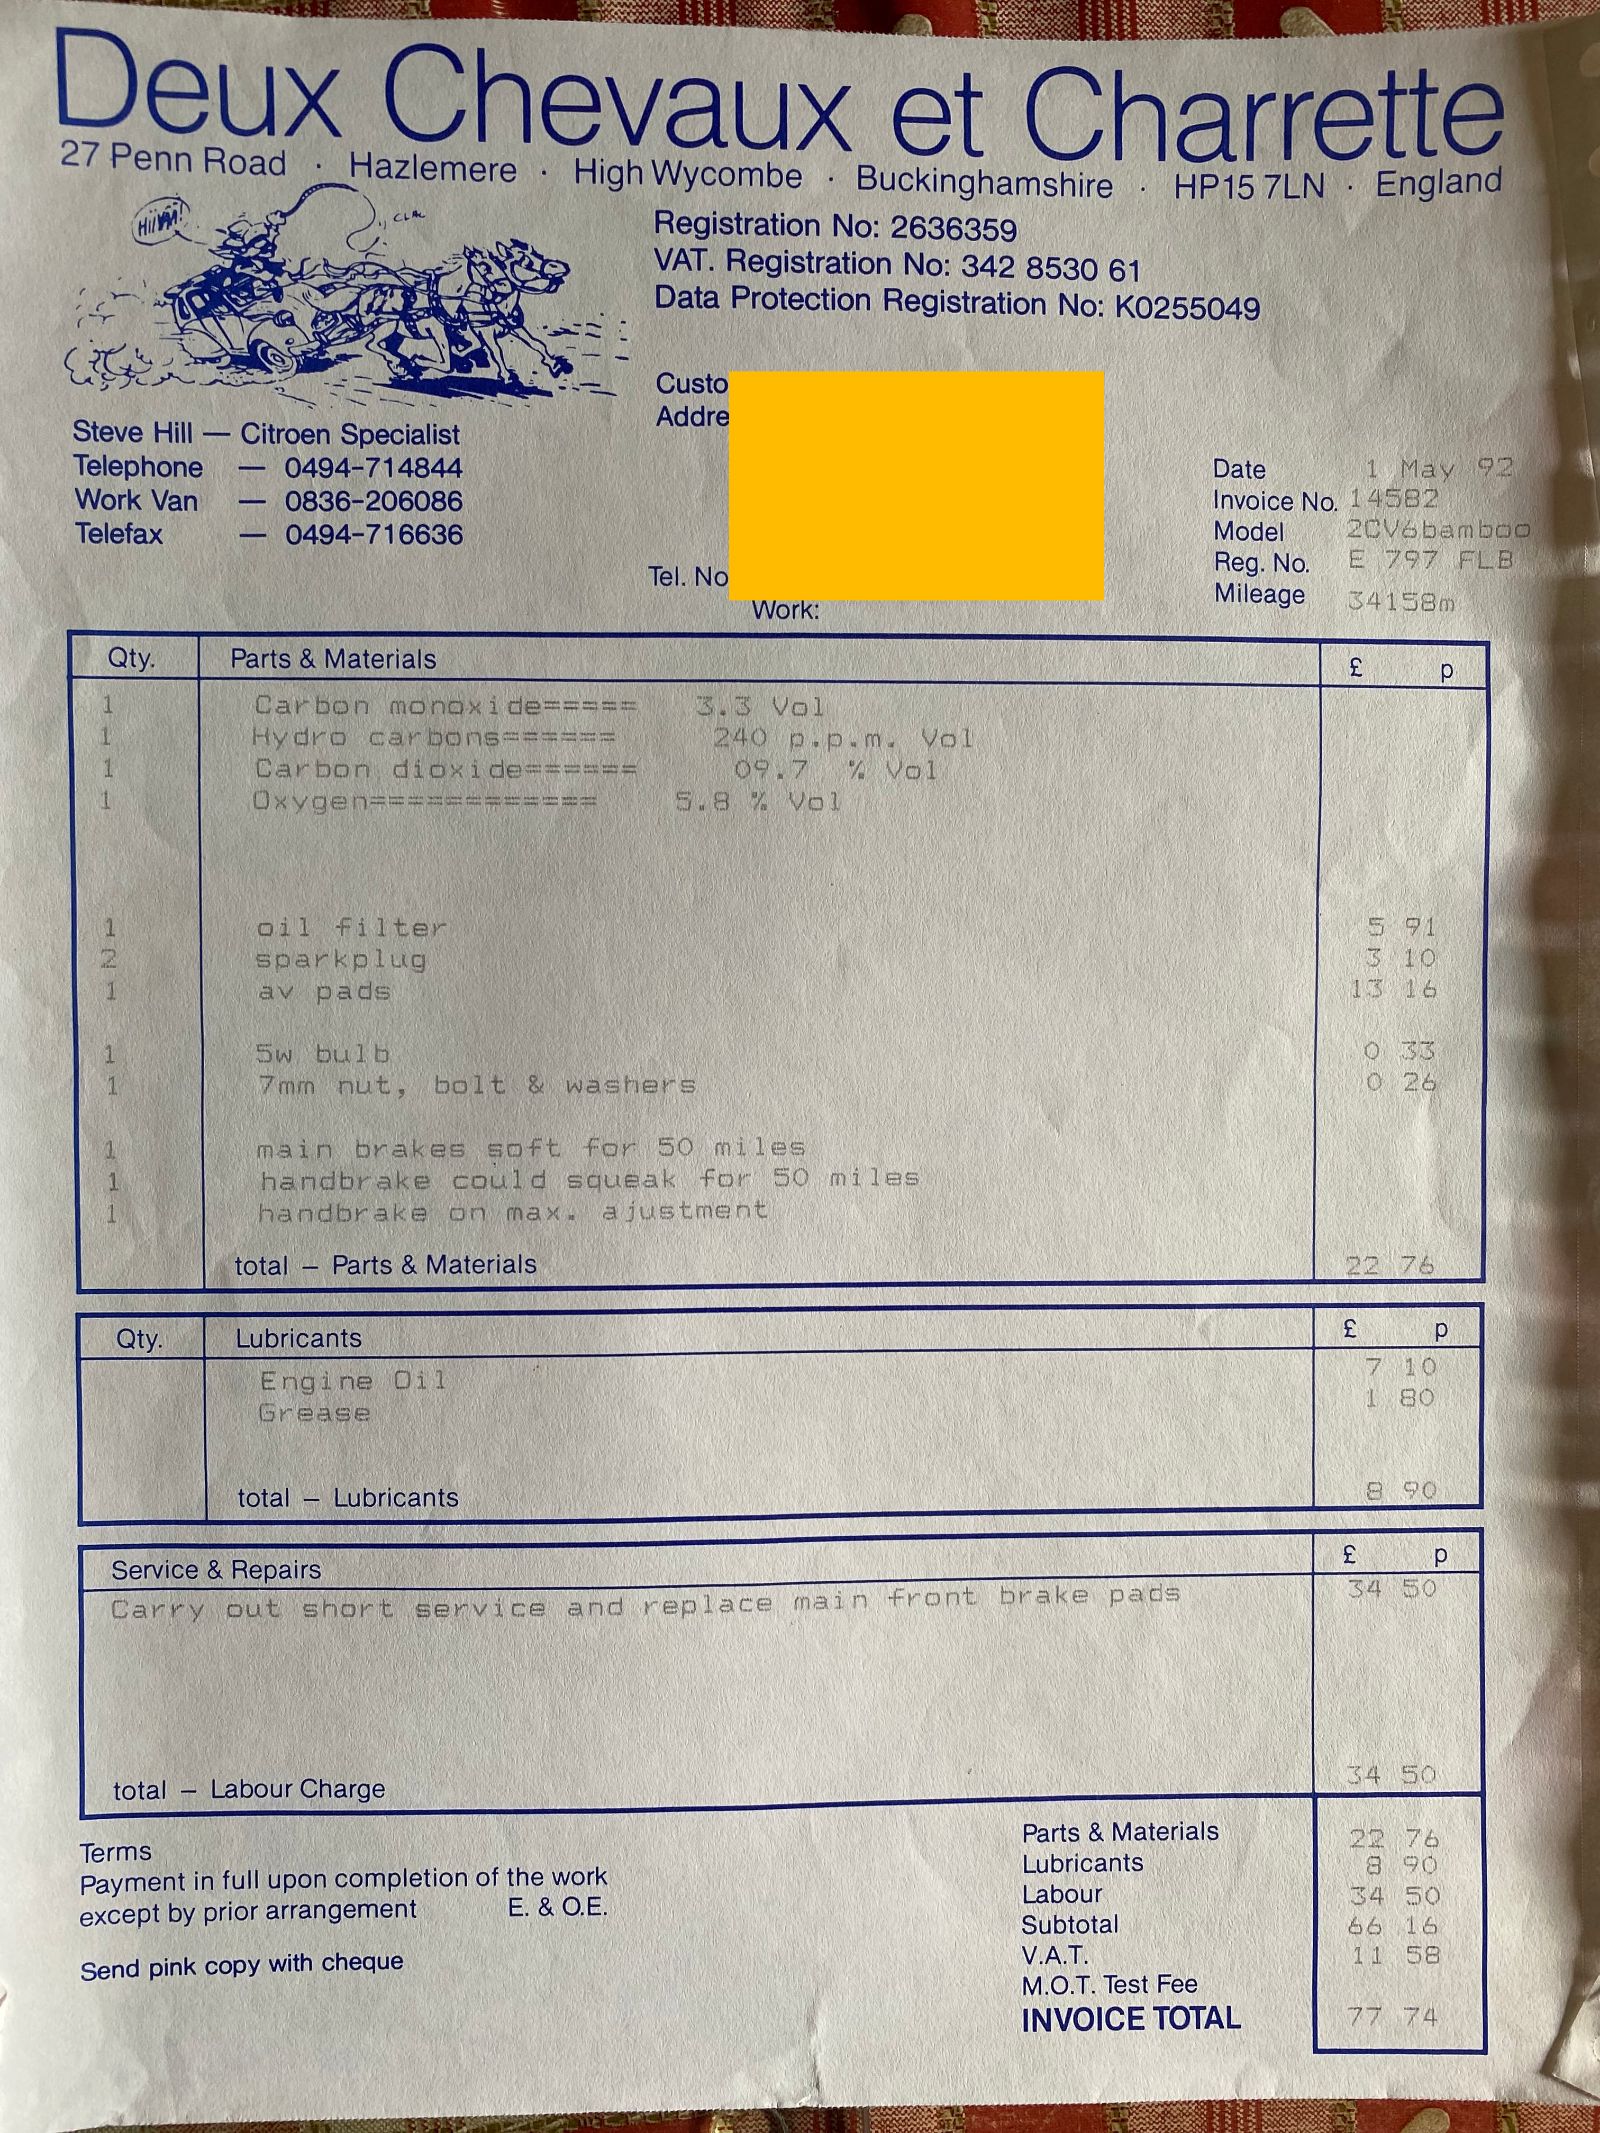 Deux Chevaux et Charrette
27 Penn Road · Hazlemere · High Wycombe · Buckinghamshire · HP15 7LN · England
Registration No: 2636359
VAT. Registration No: 342 8530 61
Data Protection Registration No: K0255049
Steve Hill — Citroen Specialist
Telephone — 0494-714844
Work Van — 0836-206086
Telefax — 0494-716636
Custo
Addre
Tel. No
Work:
Date 1 May 92
Invoice No. 14582
Model 2CV6bamboo
Reg. No. E 797 FLB
Mileage 34158m
Qty. Parts & Materials £ p
1 Carbon monoxide===== 3.3 Vol
1 Hydro carbons====== 240 p.p.m. Vol
1 Carbon dioxide====== 09.7 % Vol
1 Oxygen============ 5.8 % Vol
1 oil filter 5 91
2 sparkplug 3 10
1 av pads 13 16
1 5w bulb 0 33
1 7mm nut, bolt & washers 0 26
1 main brakes soft for 50 miles
1 handbrake could squeak for 50 miles
1 handbrake on max. ajustment
total – Parts & Materials 22 76
Qty. Lubricants £ p
Engine Oil 7 10
Grease 1 80
total – Lubricants 8 90
Service & Repairs £ p
Carry out short service and replace main front brake pads 34 50
total – Labour Charge 34 50
Terms
Payment in full upon completion of the work
except by prior arrangement E. & O.E.
Send pink copy with cheque
Parts & Materials 22 76
Lubricants 8 90
Labour 34 50
Subtotal 66 16
V.A.T. 11 58
M.O.T. Test Fee
INVOICE TOTAL 77 74